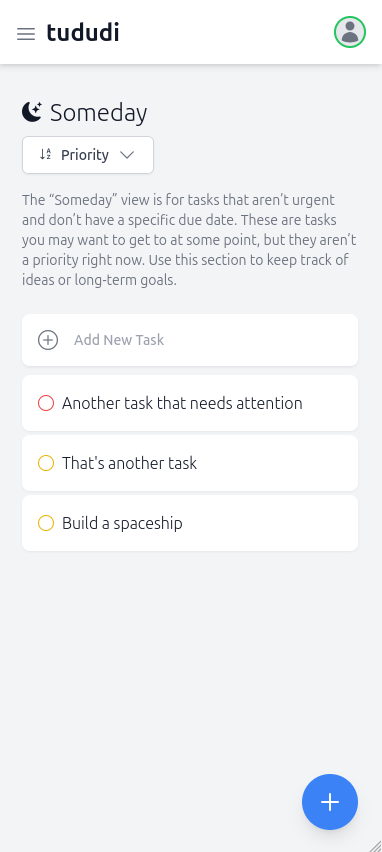 tududi
Someday
Priority
The “Someday” view is for tasks that aren’t urgent
and don’t have a specific due date. These are tasks
you may want to get to at some point, but they aren’t
a priority right now. Use this section to keep track of
ideas or long-term goals.
Add New Task
Another task that needs attention
That's another task
Build a spaceship